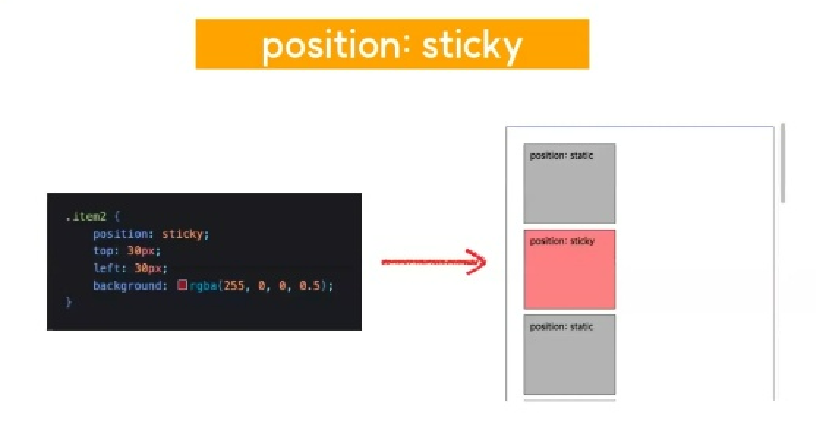 position: sticky
.item2 {
position: sticky;
top: 30px;
left: 30px;
background: rgba(255, 0, 0, 0.5);
}
position: static
position: sticky
position: static